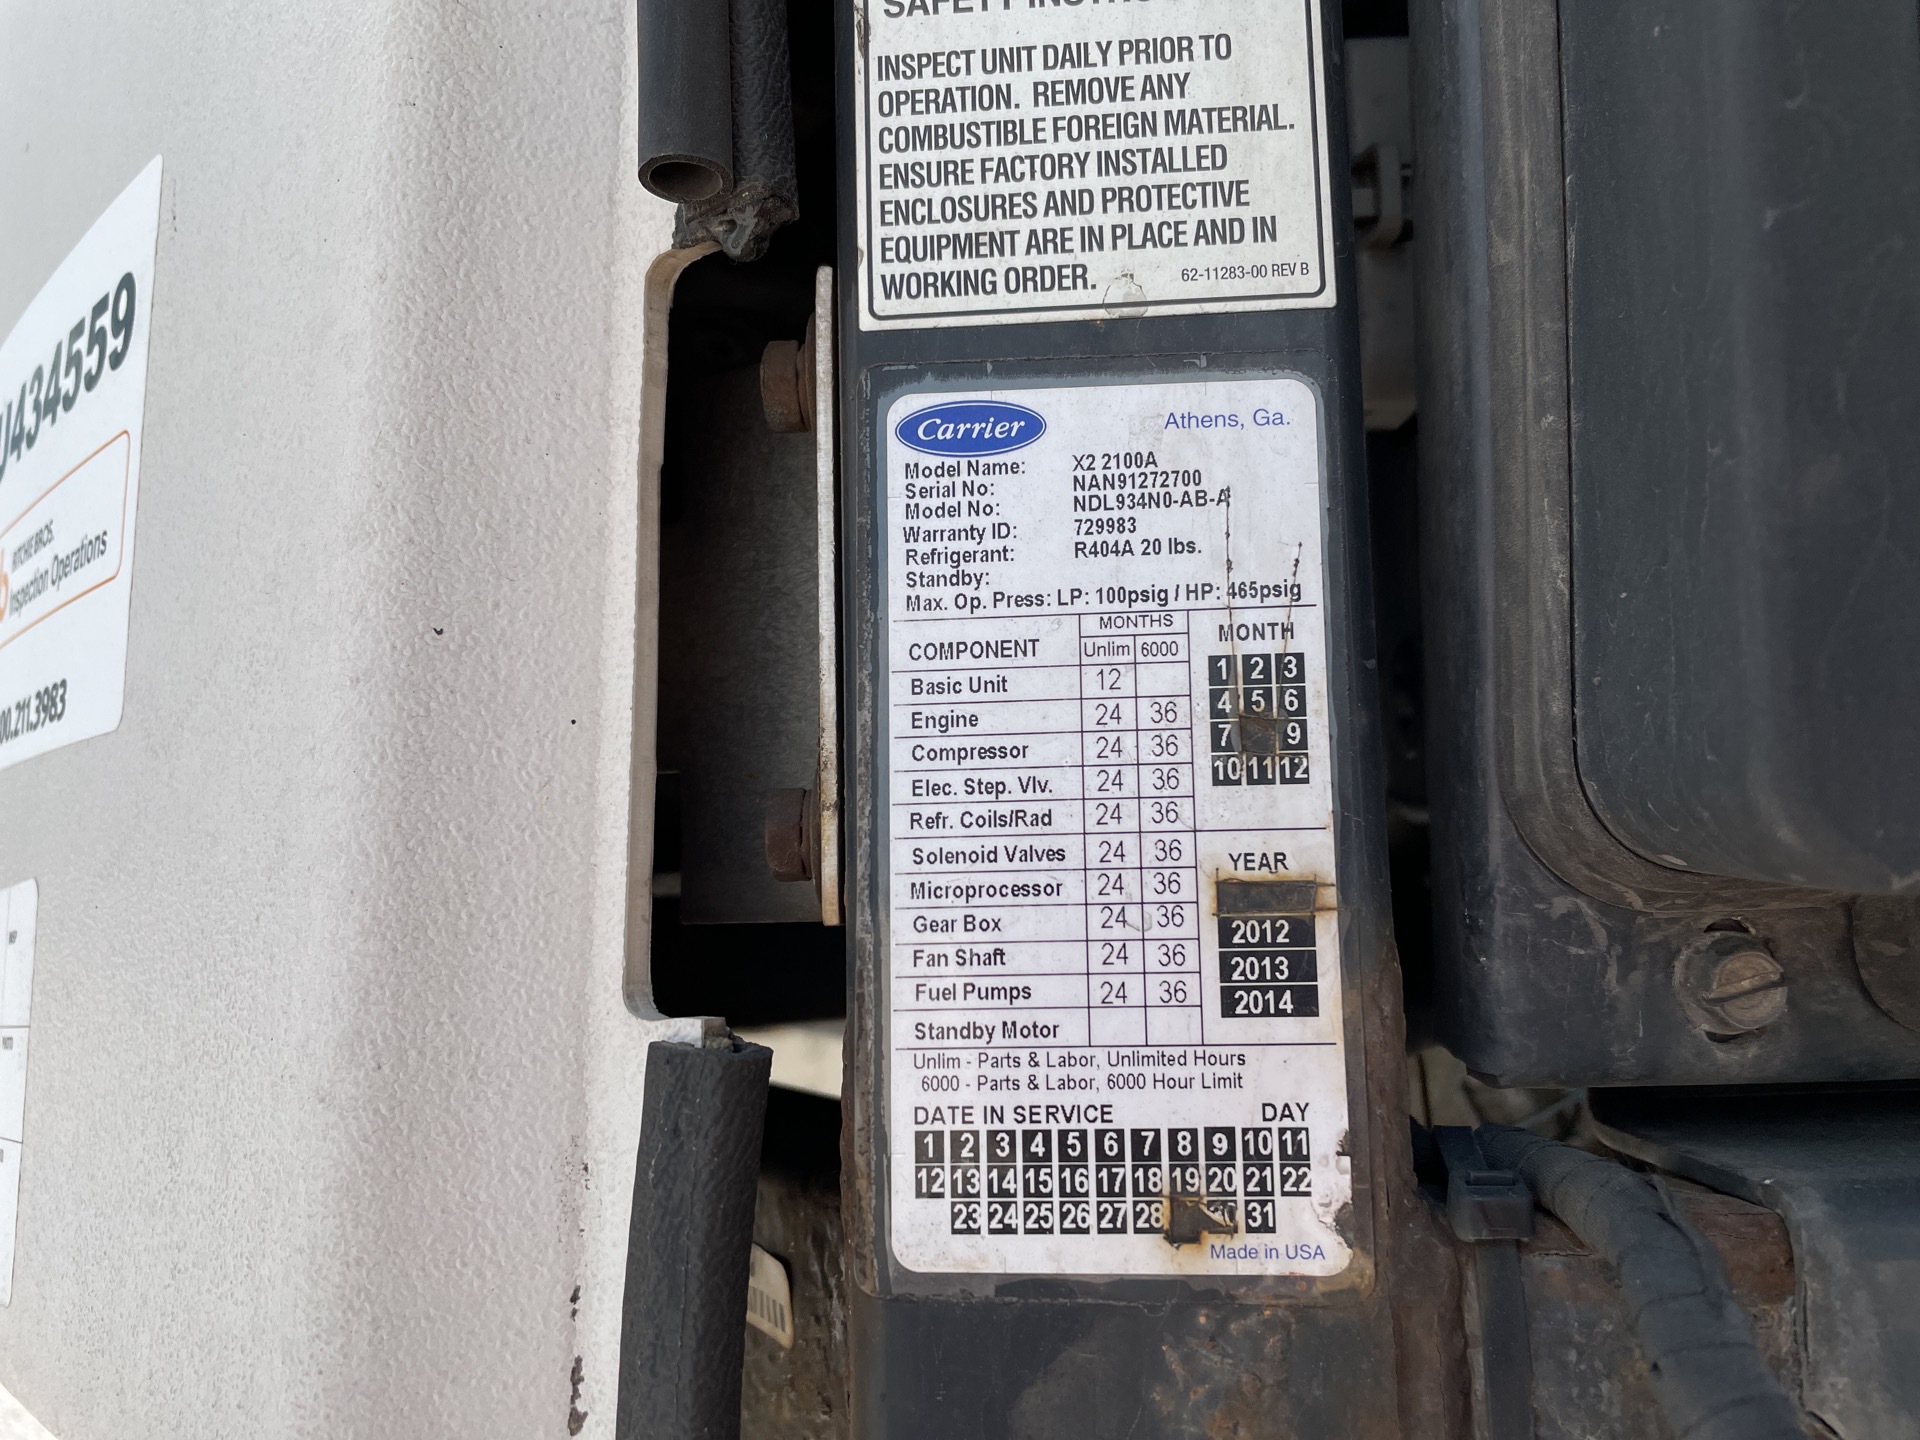 INSPECT UNIT DAILY PRIOR TO
OPERATION. REMOVE ANY
COMBUSTIBLE FOREIGN MATERIAL.
ENSURE FACTORY INSTALLED
ENCLOSURES AND PROTECTIVE
EQUIPMENT ARE IN PLACE AND IN
WORKING ORDER.
62-11283-00 REV B
434559
RITCHIE BROS.
Inspection Operations
00.211.3983
Carrier
Athens, Ga.
Model Name: X2 2100A
Serial No: NAN91272700
Model No: NDL934N0-AB-A
Warranty ID: 729983
Refrigerant: R404A 20 lbs.
Standby:
Max. Op. Press: LP: 100psig / HP: 465psig
COMPONENT MONTHS
Unlim 6000
Basic Unit 12
Engine 24 36
Compressor 24 36
Elec. Step. Vlv. 24 36
Refr. Coils/Rad 24 36
Solenoid Valves 24 36
Microprocessor 24 36
Gear Box 24 36
Fan Shaft 24 36
Fuel Pumps 24 36
Standby Motor
MONTH
1 2 3
4 5 6
7 9
10 11 12
YEAR
2012
2013
2014
Unlim - Parts & Labor, Unlimited Hours
6000 - Parts & Labor, 6000 Hour Limit
DATE IN SERVICE DAY
1 2 3 4 5 6 7 8 9 10 11
12 13 14 15 16 17 18 19 20 21 22
23 24 25 26 27 28 31
Made in USA